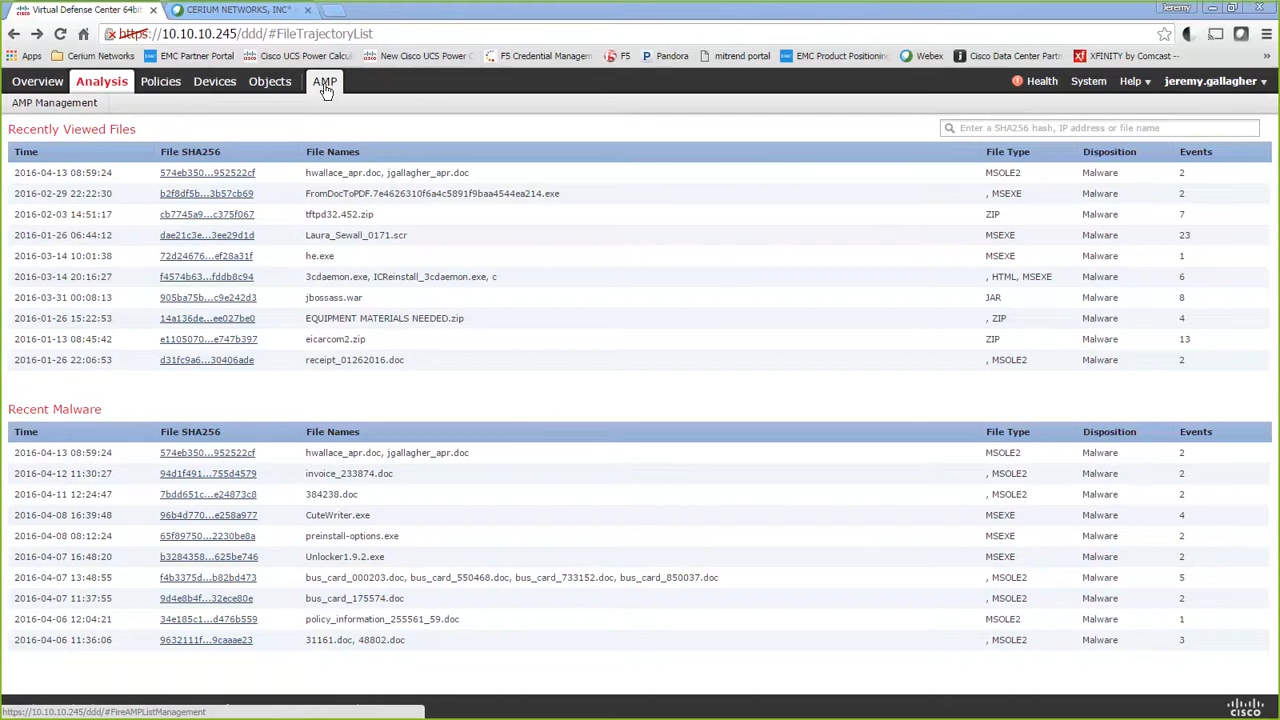 Virtual Defense Center 64bit
CERIUM NETWORKS, INC
Jeremy
https://10.10.10.245/ddd/#FileTrajectoryList
Apps Cerium Networks EMC Partner Portal Cisco UCS Power Calcul New Cisco UCS Power C F5 Credential Managem F5 Pandora mitrend portal EMC Product Positionin Webex Cisco Data Center Partn XFINITY by Comcast
Overview Analysis Policies Devices Objects AMP Health System Help jeremy.gallagher
AMP Management
Recently Viewed Files
Enter a SHA256 hash, IP address or file name
Time File SHA256 File Names File Type Disposition Events
2016-04-13 08:59:24 574eb350...952522cf hwallace_apr.doc, jgallagher_apr.doc MSOLE2 Malware 2
2016-02-29 22:22:30 b2f8df5b...3b57cb69 FromDocToPDF.7e4626310f6a4c5891f9baa4544ea214.exe , MSEXE Malware 2
2016-02-03 14:51:17 cb7745a9...c375f067 tftpd32.452.zip ZIP Malware 7
2016-01-26 06:44:12 dae21c3e...3ee29d1d Laura_Sewall_0171.scr MSEXE Malware 23
2016-03-14 10:01:38 72d24676...ef28a31f he.exe MSEXE Malware 1
2016-03-14 20:16:27 f4574b63...fddb8c94 3cdaemon.exe, ICReinstall_3cdaemon.exe, c , HTML, MSEXE Malware 6
2016-03-31 00:08:13 905ba75b...c9e242d3 jbossass.war JAR Malware 8
2016-01-26 15:22:53 14a136de...ee027be0 EQUIPMENT MATERIALS NEEDED.zip , ZIP Malware 4
2016-01-13 08:45:42 e1105070...e747b397 eicarcom2.zip ZIP Malware 13
2016-01-26 22:06:53 d31fc9a6...30406ade receipt_01262016.doc , MSOLE2 Malware 2
Recent Malware
Time File SHA256 File Names File Type Disposition Events
2016-04-13 08:59:24 574eb350...952522cf hwallace_apr.doc, jgallagher_apr.doc MSOLE2 Malware 2
2016-04-12 11:30:27 94d1f491...755d4579 invoice_233874.doc , MSOLE2 Malware 2
2016-04-11 12:24:47 7bdd651c...e24873c8 384238.doc , MSOLE2 Malware 2
2016-04-08 16:39:48 96b4d770...e258a977 CuteWriter.exe MSEXE Malware 4
2016-04-08 08:12:24 65f89750...2230be8a preinstall-options.exe MSEXE Malware 2
2016-04-07 16:48:20 b3284358...625be746 Unlocker1.9.2.exe MSEXE Malware 2
2016-04-07 13:48:55 f4b3375d...b82bd473 bus_card_000203.doc, bus_card_550468.doc, bus_card_733152.doc, bus_card_850037.doc , MSOLE2 Malware 5
2016-04-07 11:37:55 9d4e8b4f...32ece80e bus_card_175574.doc , MSOLE2 Malware 2
2016-04-06 12:04:21 34e185c1...d476b559 policy_information_255561_59.doc MSOLE2 Malware 1
2016-04-06 11:36:06 9632111f...9caaae23 31161.doc, 48802.doc , MSOLE2 Malware 3
https://10.10.10.245/ddd/#FireAMPListManagement
CISCO